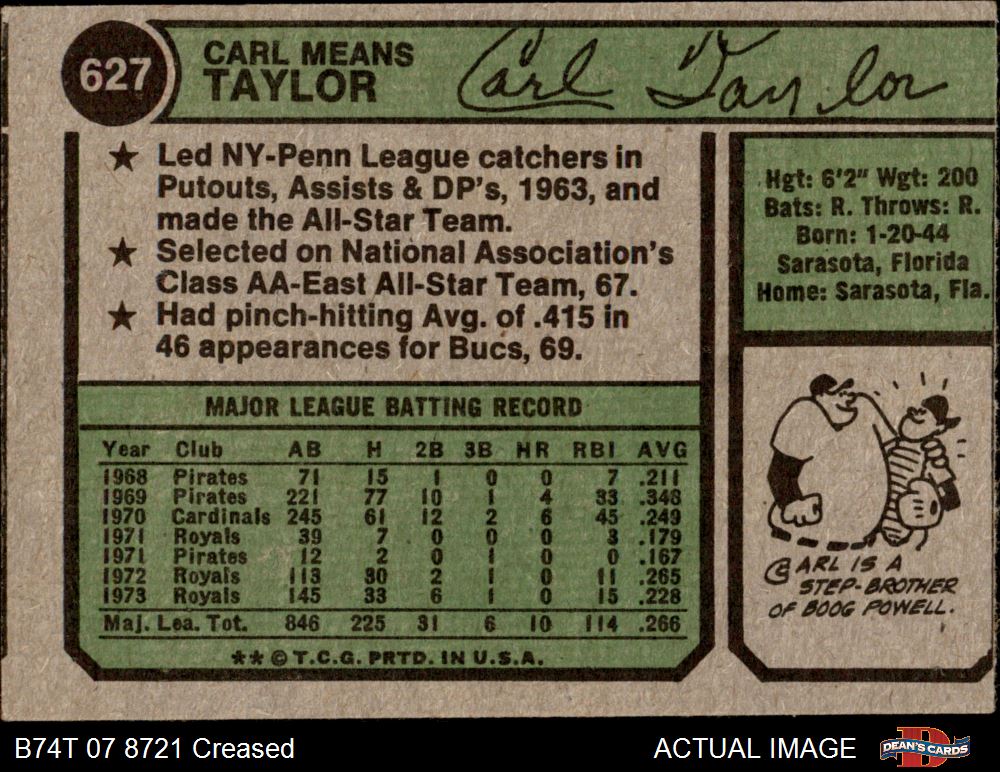 627
CARL MEANS
TAYLOR
Carl Taylor
★ Led NY-Penn League catchers in
Putouts, Assists & DP's, 1963, and
made the All-Star Team.
★ Selected on National Association's
Class AA-East All-Star Team, 67.
★ Had pinch-hitting Avg. of .415 in
46 appearances for Bucs, 69.
Hgt: 6'2" Wgt: 200
Bats: R. Throws: R.
Born: 1-20-44
Sarasota, Florida
Home: Sarasota, Fla.
MAJOR LEAGUE BATTING RECORD
Year Club AB H 2B 3B HR RBI AVG
1968 Pirates 71 15 1 0 0 7 .211
1969 Pirates 221 77 10 1 4 33 .348
1970 Cardinals 245 61 12 2 6 45 .249
1971 Royals 39 7 0 0 0 3 .179
1971 Pirates 12 2 0 1 0 0 .167
1972 Royals 113 30 2 1 0 11 .265
1973 Royals 145 33 6 1 0 15 .228
Maj. Lea. Tot. 846 225 31 6 10 114 .266
** © T.C.G. PRTD. IN U.S.A.
CARL IS A
STEP-BROTHER
OF BOOG POWELL.
B74T 07 8721 Creased
ACTUAL IMAGE
DEAN'S CARDS